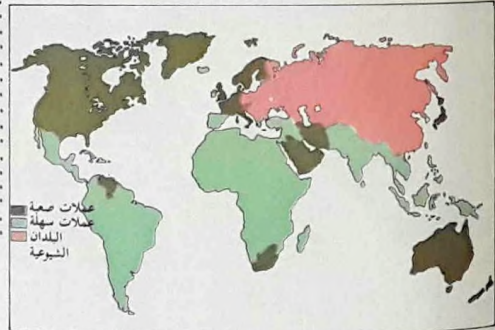 عملات صعبة
عملات سهلة
البلدان
الشيوعية